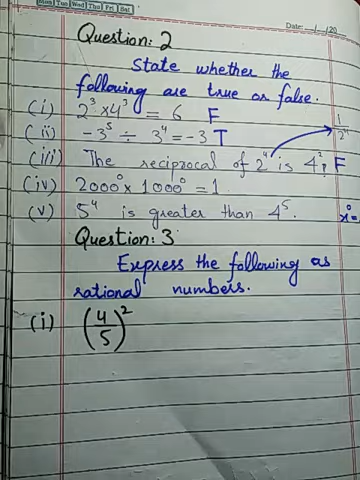 Mon Tue Wed Thu Fri Sat
Date: / /20
Question: 2
State whether the
following are true or false.
(i) 2³ x 4³ = 6 F
(ii) -3⁵ ÷ 3⁴ = -3 T
1/2⁴
(iii) The reciprocal of 2⁴ is 4²? F
(iv) 2000⁰ x 1000⁰ = 1
(v) 5⁴ is greater than 4⁵.
x⁰=
Question: 3
Express the following as
rational numbers.
(i) (4/5)²